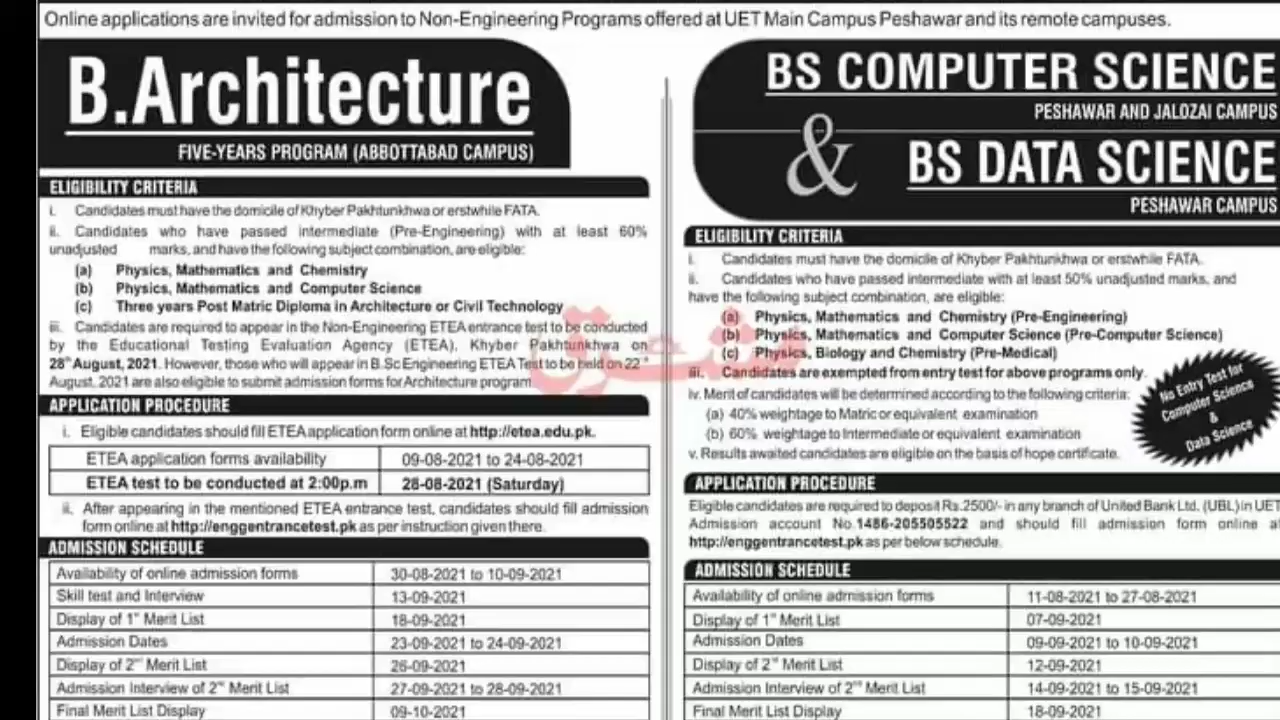 Online applications are invited for admission to Non-Engineering Programs offered at UET Main Campus Peshawar and its remote campuses.
B.Architecture
FIVE-YEARS PROGRAM (ABBOTTABAD CAMPUS)
ELIGIBILITY CRITERIA
i. Candidates must have the domicile of Khyber Pakhtunkhwa or erstwhile FATA.
ii. Candidates who have passed intermediate (Pre-Engineering) with at least 60%
unadjusted marks, and have the following subject combination, are eligible:
(a) Physics, Mathematics and Chemistry
(b) Physics, Mathematics and Computer Science
(c) Three years Post Matric Diploma in Architecture or Civil Technology
iii. Candidates are required to appear in the Non-Engineering ETEA entrance test to be conducted
by the Educational Testing Evaluation Agency (ETEA), Khyber Pakhtunkhwa on
28th August, 2021. However, those who will appear in B.Sc Engineering ETEA Test to be held on 22nd
August, 2021 are also eligible to submit admission forms for Architecture program
APPLICATION PROCEDURE
i. Eligible candidates should fill ETEA application form online at http://etea.edu.pk.
ETEA application forms availability 09-08-2021 to 24-08-2021
ETEA test to be conducted at 2:00p.m 28-08-2021 (Saturday)
ii. After appearing in the mentioned ETEA entrance test, candidates should fill admission
form online at http://enggentrancetest.pk as per instruction given there.
ADMISSION SCHEDULE
Availability of online admission forms 30-08-2021 to 10-09-2021
Skill test and Interview 13-09-2021
Display of 1st Merit List 18-09-2021
Admission Dates 23-09-2021 to 24-09-2021
Display of 2nd Merit List 26-09-2021
Admission Interview of 2nd Merit List 27-09-2021 to 28-09-2021
Final Merit List Display 09-10-2021
BS COMPUTER SCIENCE
PESHAWAR AND JALOZAI CAMPUS
&
BS DATA SCIENCE
PESHAWAR CAMPUS
ELIGIBILITY CRITERIA
i. Candidates must have the domicile of Khyber Pakhtunkhwa or erstwhile FATA.
ii. Candidates who have passed intermediate with at least 50% unadjusted marks, and
have the following subject combination, are eligible:
(a) Physics, Mathematics and Chemistry (Pre-Engineering)
(b) Physics, Mathematics and Computer Science (Pre-Computer Science)
(c) Physics, Biology and Chemistry (Pre-Medical)
iii. Candidates are exempted from entry test for above programs only.
iv. Merit of candidates will be determined according to the following criteria:
(a) 40% weightage to Matric or equivalent examination
(b) 60% weightage to Intermediate or equivalent examination
v. Results awaited candidates are eligible on the basis of hope certificate.
No Entry Test for
Computer Science
&
Data Science
APPLICATION PROCEDURE
Eligible candidates are required to deposit Rs.2500/- in any branch of United Bank Ltd. (UBL) in UET
Admission account No.1486-205505522 and should fill admission form online at
http://enggentrancetest.pk as per below schedule.
ADMISSION SCHEDULE
Availability of online admission forms 11-08-2021 to 27-08-2021
Display of 1st Merit List 07-09-2021
Admission Dates 09-09-2021 to 10-09-2021
Display of 2nd Merit List 12-09-2021
Admission Interview of 2nd Merit List 14-09-2021 to 15-09-2021
Final Merit List Display 18-09-2021
مشرق